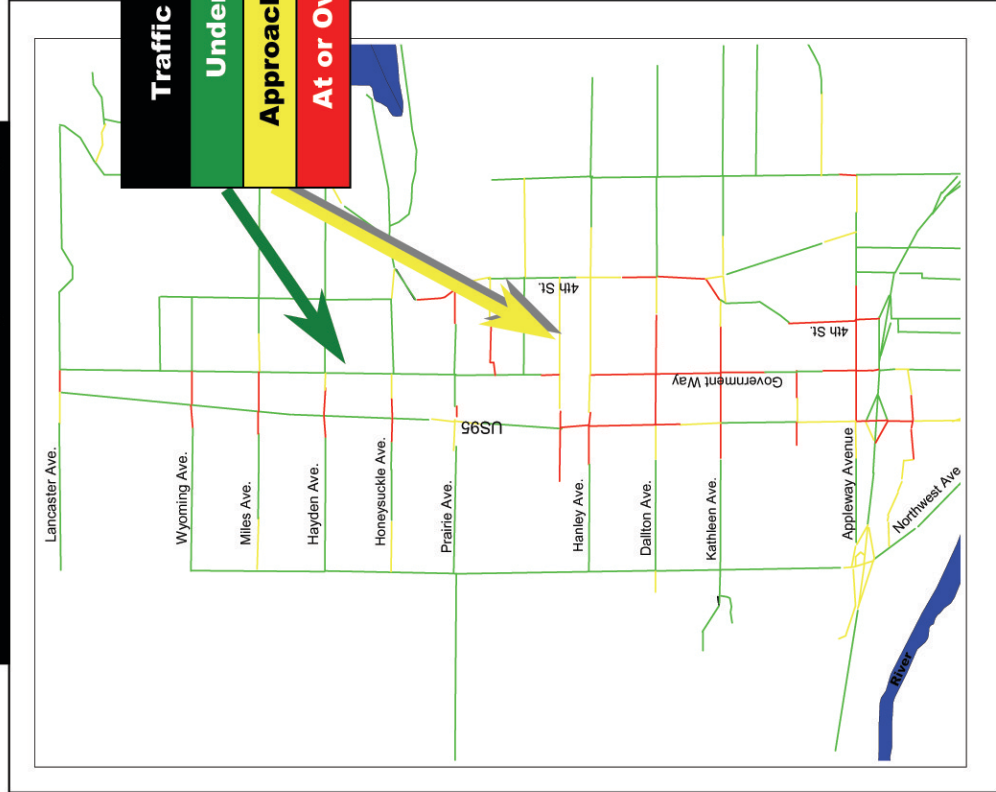 Traffic
Under
Approach
At or Ov
4th St.
4th St.
Government Way
US95
Lancaster Ave.
Wyoming Ave.
Miles Ave.
Hayden Ave.
Honeysuckle Ave.
Prairie Ave.
Hanley Ave.
Dallton Ave.
Kathleen Ave.
Appleway Avenue
Northwest Ave
River